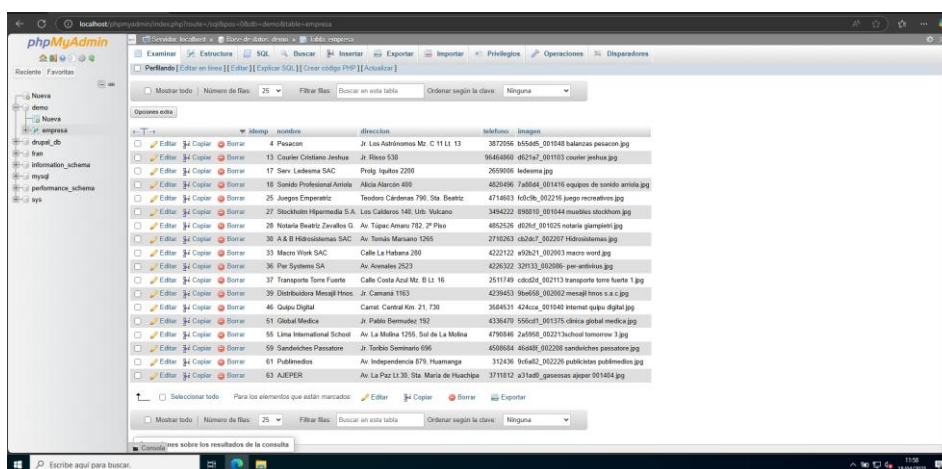 localhost/phpmyadmin/index.php?route=/sql&pos=0&db=demo&table=empresa
phpMyAdmin
Servidor: localhost » Base de datos: demo » Tabla: empresa
Examinar Estructura SQL Buscar Insertar Exportar Importar Privilegios Operaciones Disparadores
Reciente Favoritas
Nueva
demo
Nueva
empresa
drupal_db
fran
information_schema
mysql
performance_schema
sys
Perfilando [ Editar en línea ] [ Editar ] [ Explicar SQL ] [ Crear código PHP ] [ Actualizar ]
Mostrar todo Número de filas: 25 Filtrar filas: Buscar en esta tabla Ordenar según la clave: Ninguna
Opciones extra
idemp nombre direccion telefono imagen
Editar Copiar Borrar 4 Pesacon Jr. Los Astrónomos Mz. C 11 Lt. 13 3872056 b55dd5_001048 balanzas pesacon.jpg
Editar Copiar Borrar 13 Courier Cristiano Jeshua Jr. Risso 538 96464860 d621a7_001103 courier jeshua.jpg
Editar Copiar Borrar 17 Serv. Ledesma SAC Prolg. Iquitos 2200 2659006 ledesma.jpg
Editar Copiar Borrar 18 Sonido Profesional Arriola Alicia Alarcón 400 4820496 7a80d4_001416 equipos de sonido arriola.jpg
Editar Copiar Borrar 25 Juegos Emperatriz Teodoro Cárdenas 790, Sta. Beatriz 4714603 fc0c9b_002216 juego recreativos.jpg
Editar Copiar Borrar 27 Stockholm Hipermedia S.A. Los Calderos 140, Urb. Vulcano 3494222 898810_001044 muebles stockhom.jpg
Editar Copiar Borrar 28 Notaria Beatriz Zevallos G. Av. Túpac Amaru 782, 2º Piso 4852526 d02fcf_001025 notaria giampietri.jpg
Editar Copiar Borrar 30 A & B Hidrosistemas SAC Av. Tomás Marsano 1265 2710263 cb2dc7_002207 Hidrosistemas.jpg
Editar Copiar Borrar 33 Macro Work SAC Calle La Habana 280 4222122 a92b21_002003 macro word.jpg
Editar Copiar Borrar 36 Per Systems SA Av. Arenales 2523 4226322 32f133_002086- per-antivirus.jpg
Editar Copiar Borrar 37 Transporte Torre Fuerte Calle Costa Azul Mz. B Lt. 16 2511749 cdcd2d_002113 transporte torre fuerte 1.jpg
Editar Copiar Borrar 39 Distribuidora Mesajil Hnos. Jr. Camaná 1163 4239453 9be658_002002 mesajil hnos s.a.c.jpg
Editar Copiar Borrar 46 Quipu Digital Carret. Central Km. 21, 730 3584531 424cca_001040 internet quipu digital.jpg
Editar Copiar Borrar 51 Global Medica Jr. Pablo Bermudez 192 4336470 556cd1_001375 clinica global medica.jpg
Editar Copiar Borrar 55 Lima International School Av. La Molina 1255, Sol de La Molina 4790846 2a5958_002213school tomorrow 3.jpg
Editar Copiar Borrar 59 Sandwiches Passatore Jr. Toribio Seminario 696 4508684 46d48f_002208 sandwiches passatore.jpg
Editar Copiar Borrar 61 Publimedios Av. Independencia 879, Huamanga 312436 9c6a82_002226 publicistas publimedios.jpg
Editar Copiar Borrar 63 AJEPER Av. La Paz Lt.30, Sta. María de Huachipa 3711812 a31ad0_gaseosas ajeper 001404.jpg
Seleccionar todo Para los elementos que están marcados: Editar Copiar Borrar Exportar
Mostrar todo Número de filas: 25 Filtrar filas: Buscar en esta tabla Ordenar según la clave: Ninguna
Consola nes sobre los resultados de la consulta
Escribe aquí para buscar.
11:58